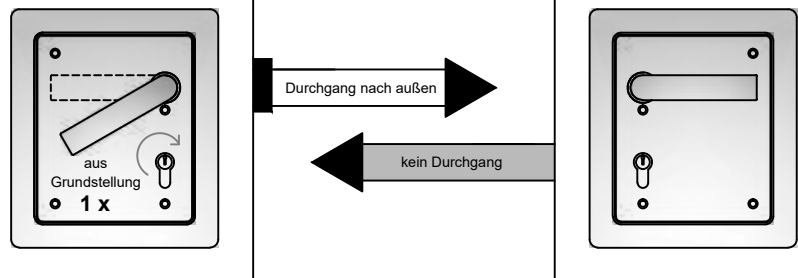 Durchgang nach außen
kein Durchgang
aus
Grundstellung
1 x